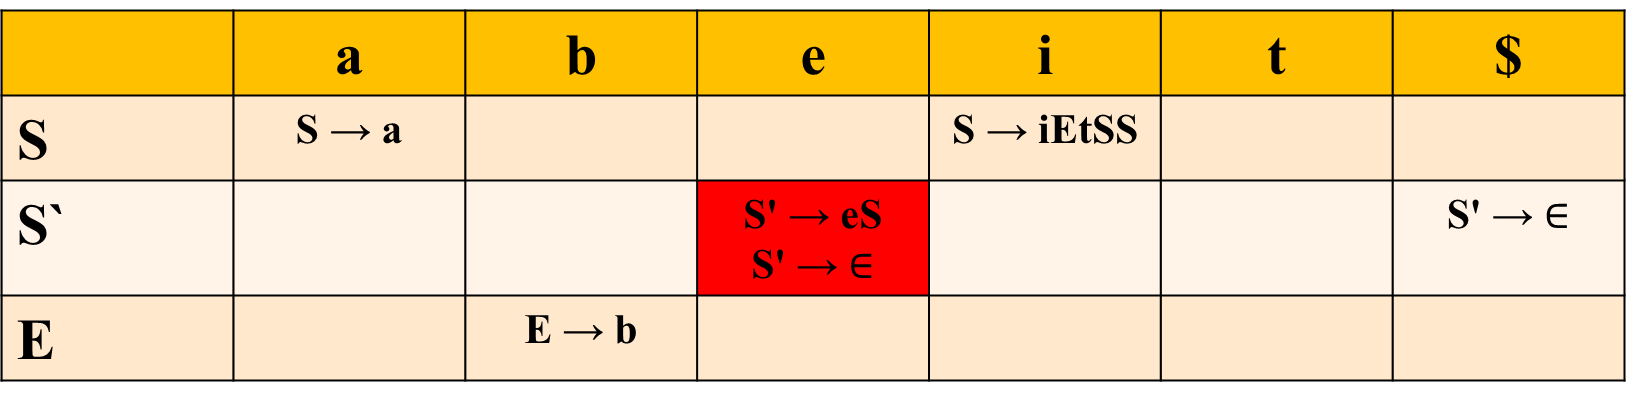 a b e i t $
S S → a S → iEtSS
S` S' → eS S' → ∈
S' → ∈
E E → b